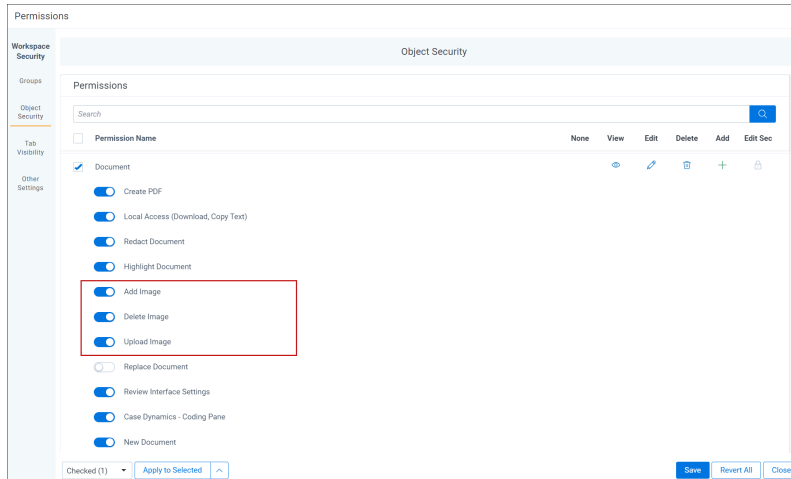 Permissions
Workspace
Security
Groups
Object
Security
Tab
Visibility
Other
Settings
Object Security
Permissions
Search
Permission Name None View Edit Delete Add Edit Sec
Document
Create PDF
Local Access (Download, Copy Text)
Redact Document
Highlight Document
Add Image
Delete Image
Upload Image
Replace Document
Review Interface Settings
Case Dynamics - Coding Pane
New Document
Checked (1) Apply to Selected Save Revert All Close